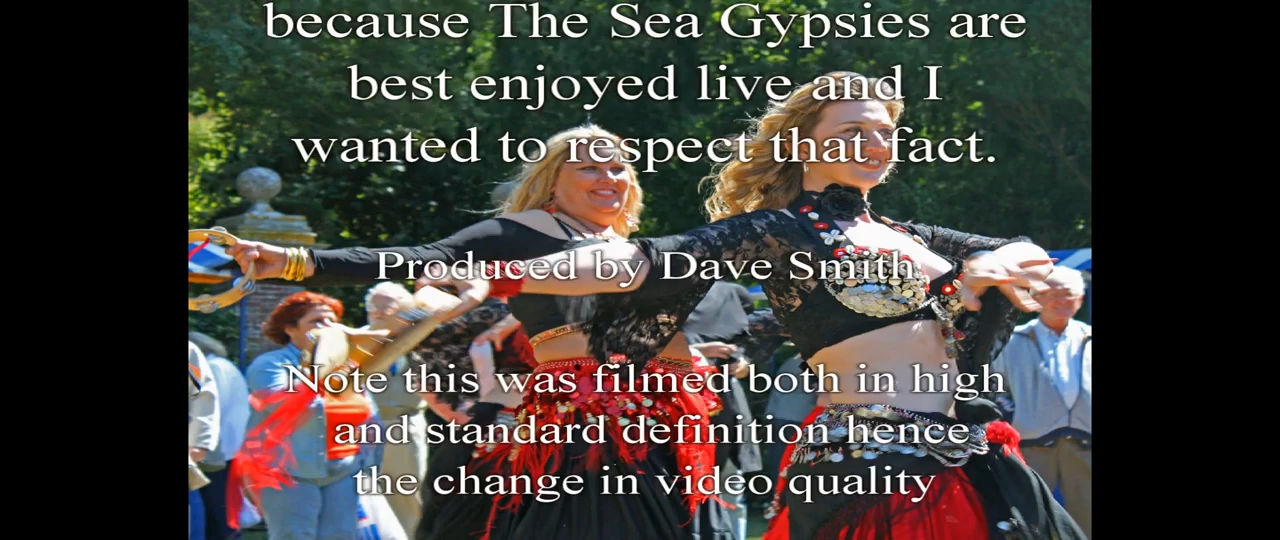 because The Sea Gypsies are
best enjoyed live and I
wanted to respect that fact.
Produced by Dave Smith.
Note this was filmed both in high
and standard definition hence
the change in video quality